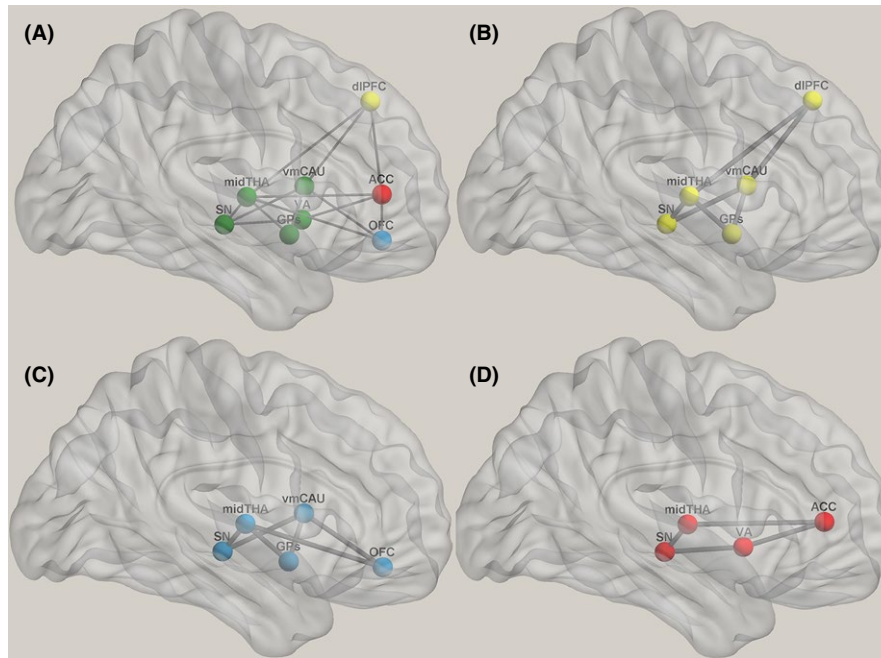 (A)
dlPFC
midTHA
vmCAU
ACC
SN
VA
GPs
OFC
(B)
dlPFC
midTHA
vmCAU
SN
GPs
(C)
midTHA
vmCAU
SN
GPs
OFC
(D)
midTHA
ACC
SN
VA